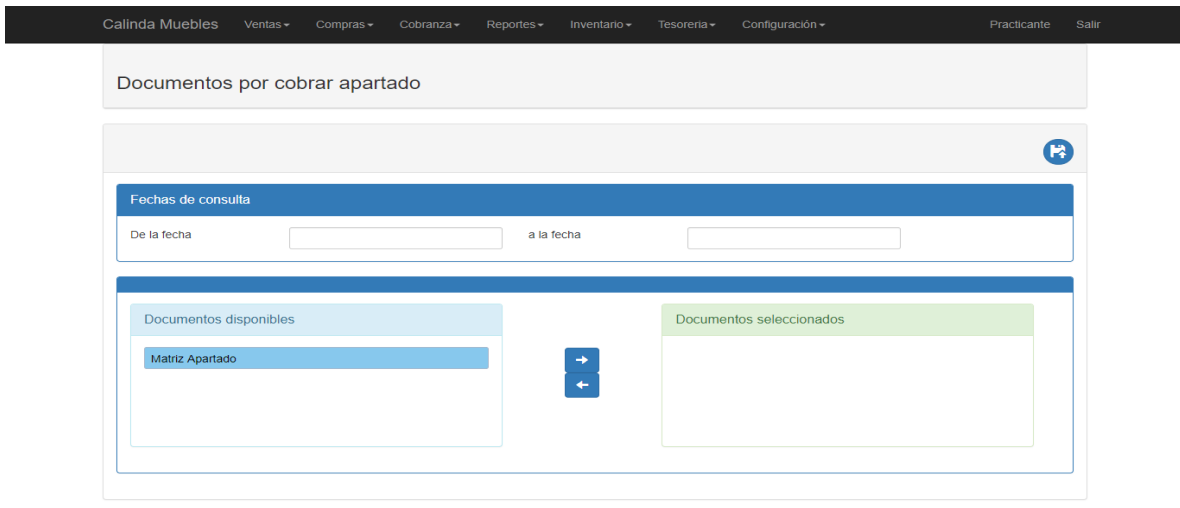 Calinda Muebles Ventas Compras Cobranza Reportes Inventario Tesoreria Configuración Practicante Salir
Documentos por cobrar apartado
Fechas de consulta
De la fecha a la fecha
Documentos disponibles Documentos seleccionados
Matriz Apartado